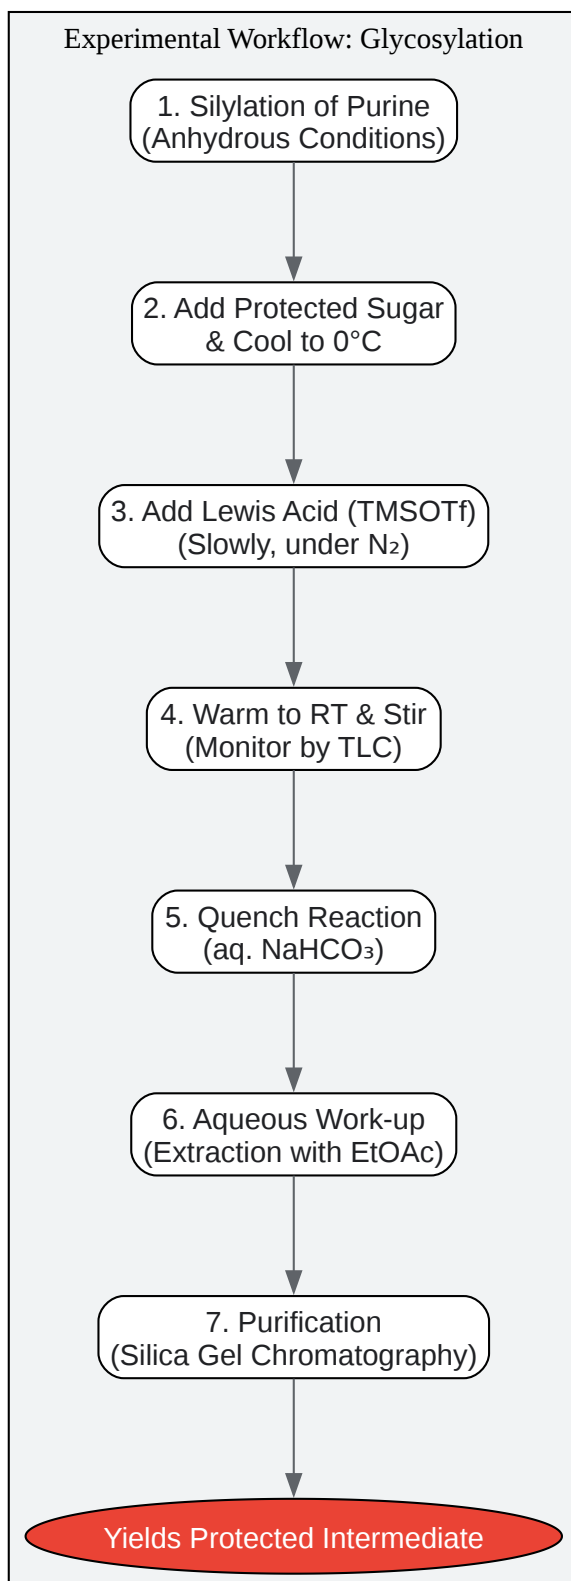 Experimental Workflow: Glycosylation
1. Silylation of Purine
(Anhydrous Conditions)
2. Add Protected Sugar
& Cool to 0°C
3. Add Lewis Acid (TMSOTf)
(Slowly, under N₂)
4. Warm to RT & Stir
(Monitor by TLC)
5. Quench Reaction
(aq. NaHCO₃)
6. Aqueous Work-up
(Extraction with EtOAc)
7. Purification
(Silica Gel Chromatography)
Yields Protected Intermediate